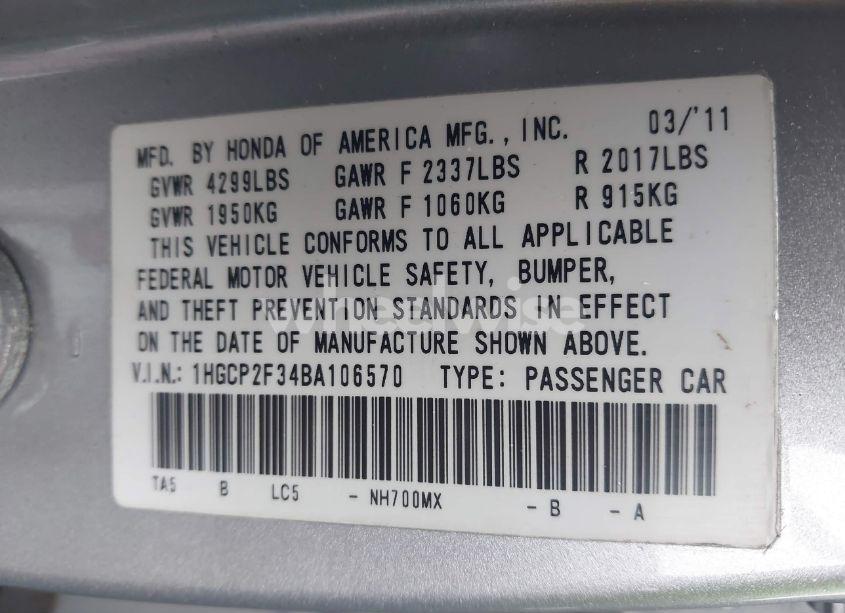 MFD. BY HONDA OF AMERICA MFG., INC. 03/'11
GVWR 4299LBS GAWR F 2337LBS R 2017LBS
GVWR 1950KG GAWR F 1060KG R 915KG
THIS VEHICLE CONFORMS TO ALL APPLICABLE
FEDERAL MOTOR VEHICLE SAFETY, BUMPER,
AND THEFT PREVENTION STANDARDS IN EFFECT
ON THE DATE OF MANUFACTURE SHOWN ABOVE.
V.I.N.: 1HGCP2F34BA106570 TYPE: PASSENGER CAR
TA5 B LC5 - NH700MX - B - A
wheelwise